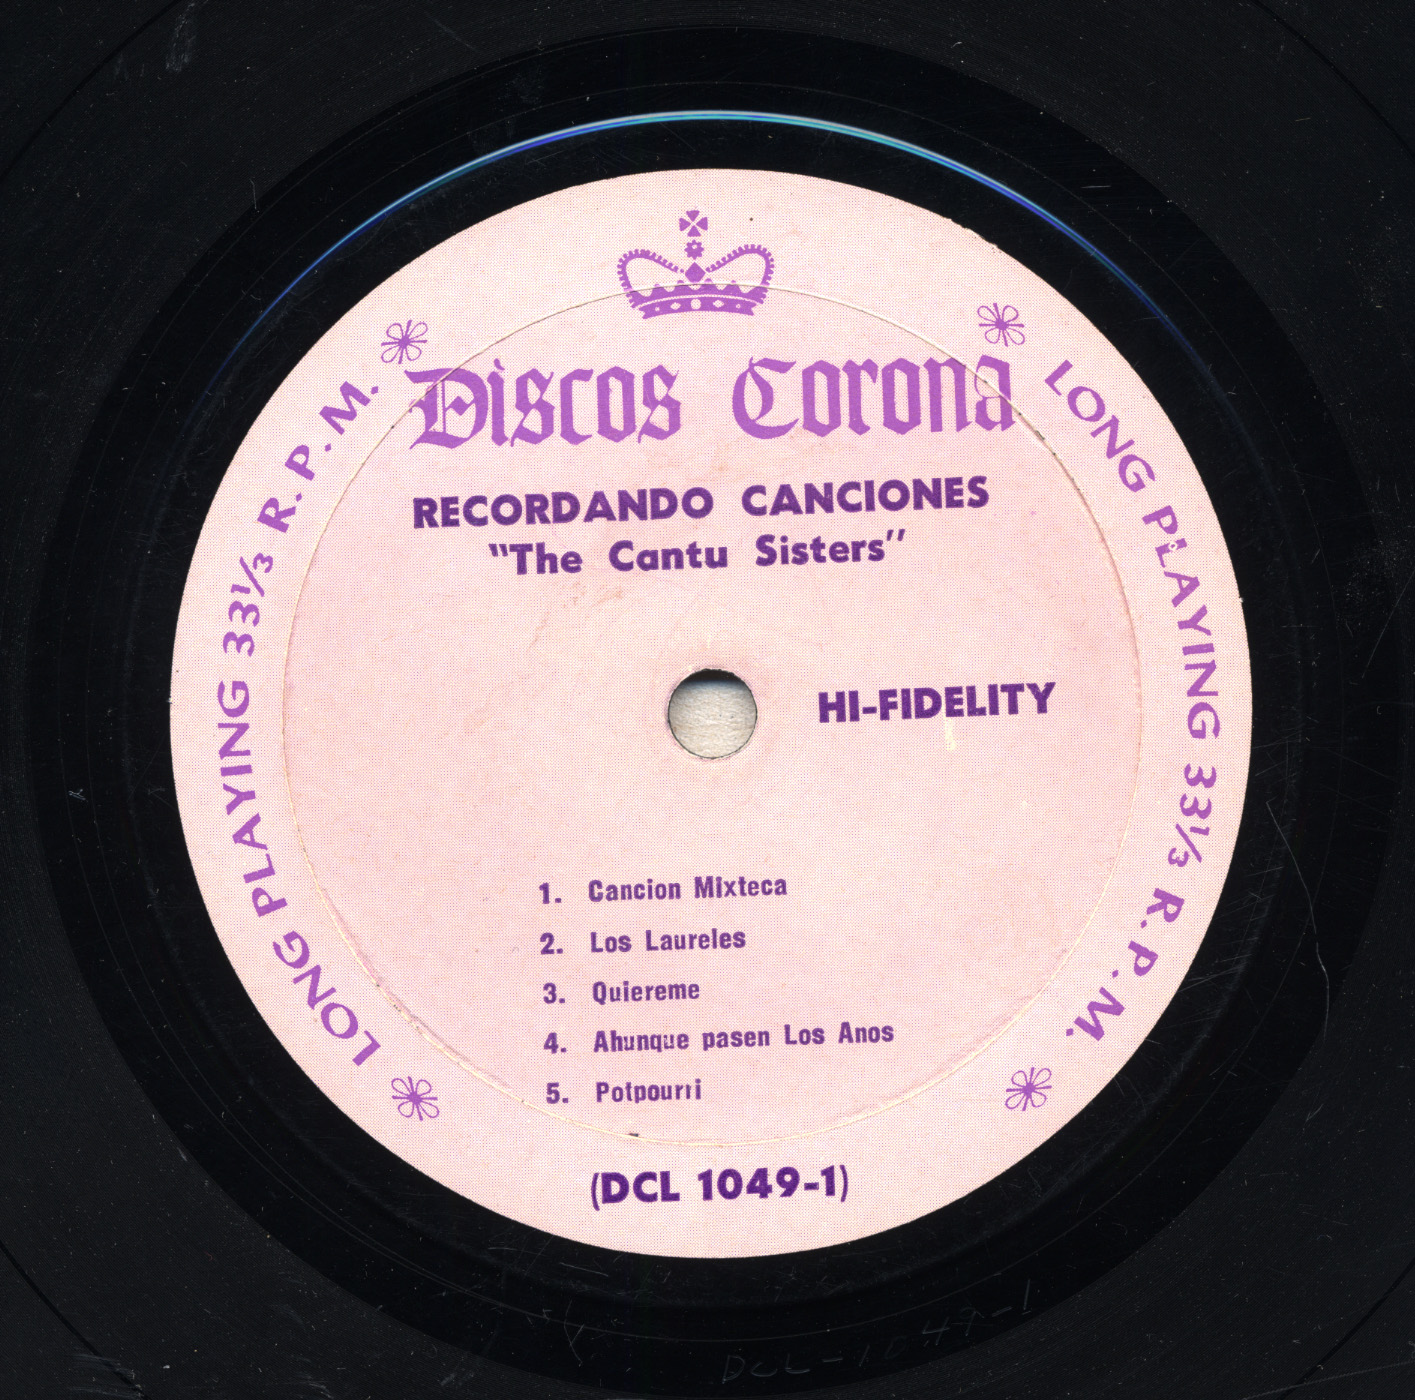 Discos Corona
LONG PLAYING 33⅓ R.P.M.
LONG PLAYING 33⅓ R.P.M.
RECORDANDO CANCIONES
"The Cantu Sisters"
HI-FIDELITY
1. Cancion Mixteca
2. Los Laureles
3. Quiereme
4. Ahunque pasen Los Anos
5. Potpourri
(DCL 1049-1)
DCL-1049-1